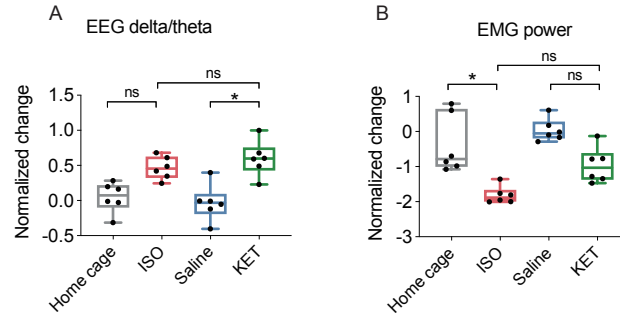 A
EEG delta/theta
ns
ns
*
Normalized change
1.5
1.0
0.5
0.0
-0.5
Home cage
ISO
Saline
KET
B
EMG power
ns
*
ns
Normalized change
1
0
-1
-2
-3
Home cage
ISO
Saline
KET